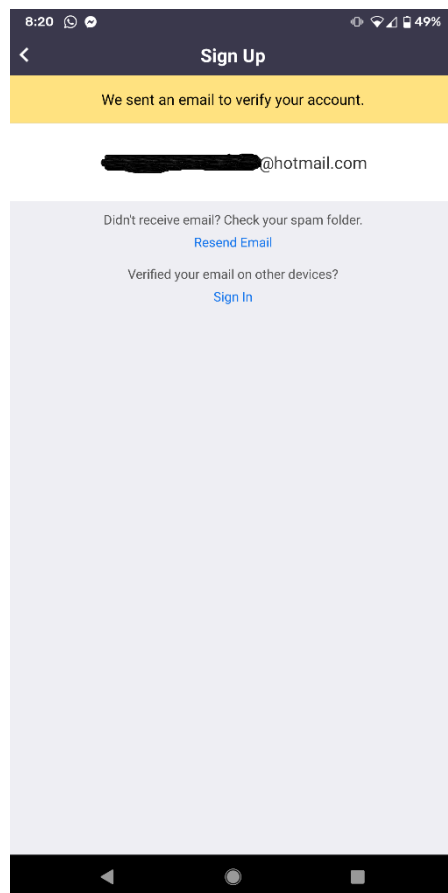 8:20 49%
Sign Up
We sent an email to verify your account.
@hotmail.com
Didn't receive email? Check your spam folder.
Resend Email
Verified your email on other devices?
Sign In